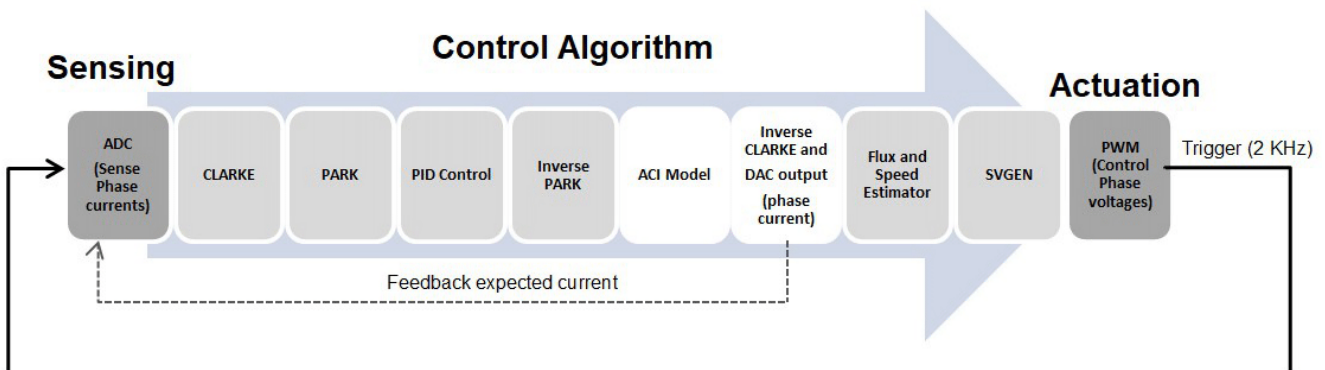 Control Algorithm
Sensing
Actuation
ADC
(Sense
Phase
currents)
CLARKE
PARK
PID Control
Inverse
PARK
ACI Model
Inverse
CLARKE and
DAC output
(phase
current)
Flux and
Speed
Estimator
SVGEN
PWM
(Control
Phase
voltages)
Trigger (2 KHz)
Feedback expected current